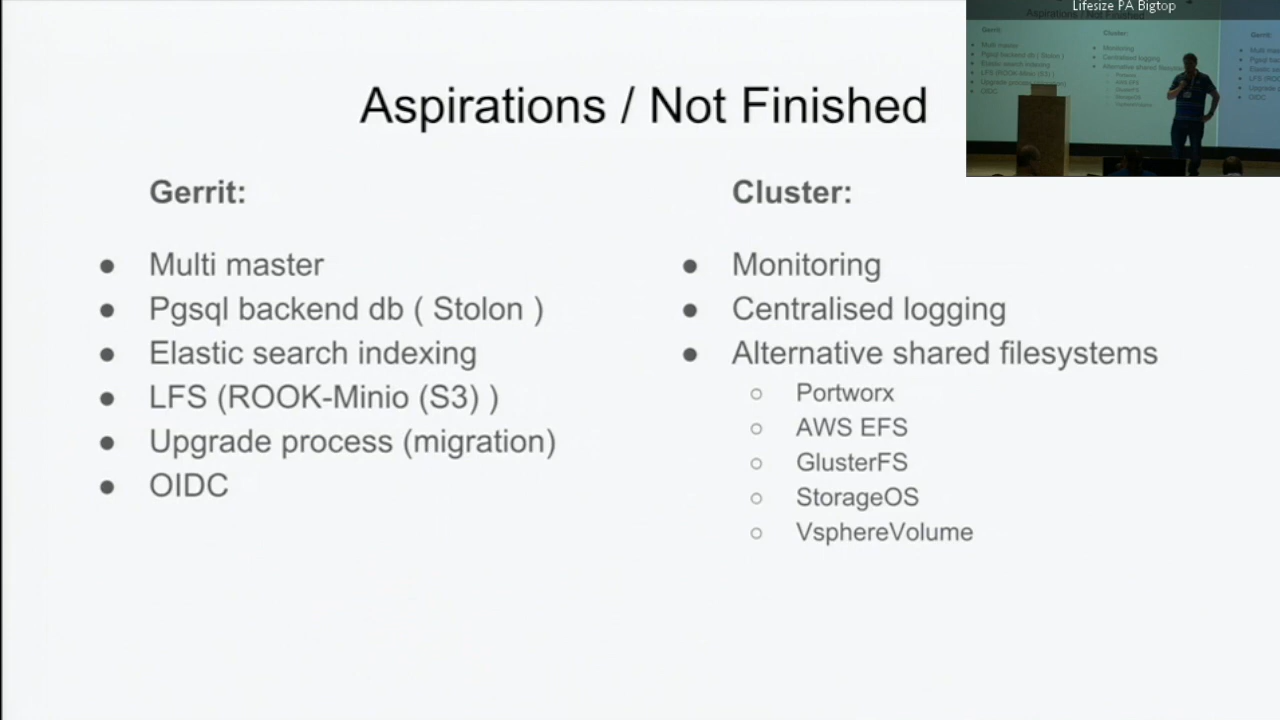 Lifesize PA Bigtop
Aspirations / Not Finished
Gerrit:
Multi master
Pgsql backend db ( Stolon )
Elastic search indexing
LFS (ROOK-Minio (S3) )
Upgrade process (migration)
OIDC
Cluster:
Monitoring
Centralised logging
Alternative shared filesystems
Portworx
AWS EFS
GlusterFS
StorageOS
VsphereVolume